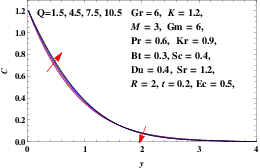 Q=1.5, 4.5, 7.5, 10.5
Gr = 6, K = 1.2,
M = 3, Gm = 6,
Pr = 0.6, Kr = 0.9,
Bt = 0.3, Sc = 0.4,
Du = 0.4, Sr = 1.2,
R = 2, t = 0.2, Ec = 0.5,
1.2
1.0
0.8
0.6
0.4
0.2
0.0
C
0 1 2 3 4
y